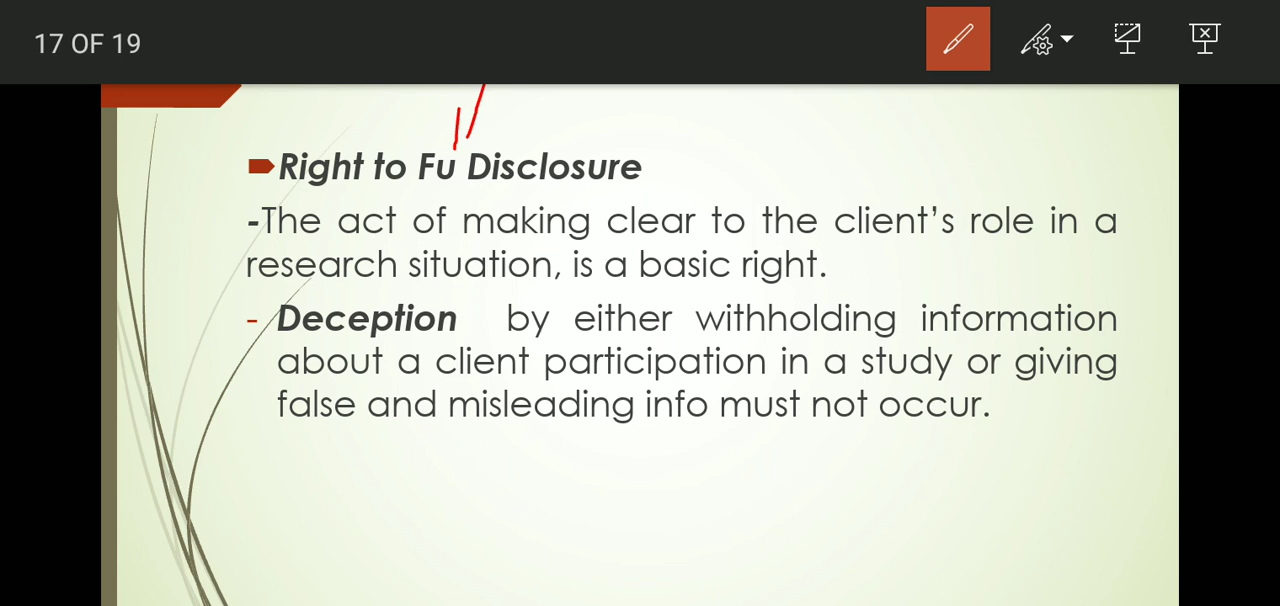 17 OF 19
Right to Fu Disclosure
-The act of making clear to the client's role in a
research situation, is a basic right.
- Deception by either withholding information
about a client participation in a study or giving
false and misleading info must not occur.